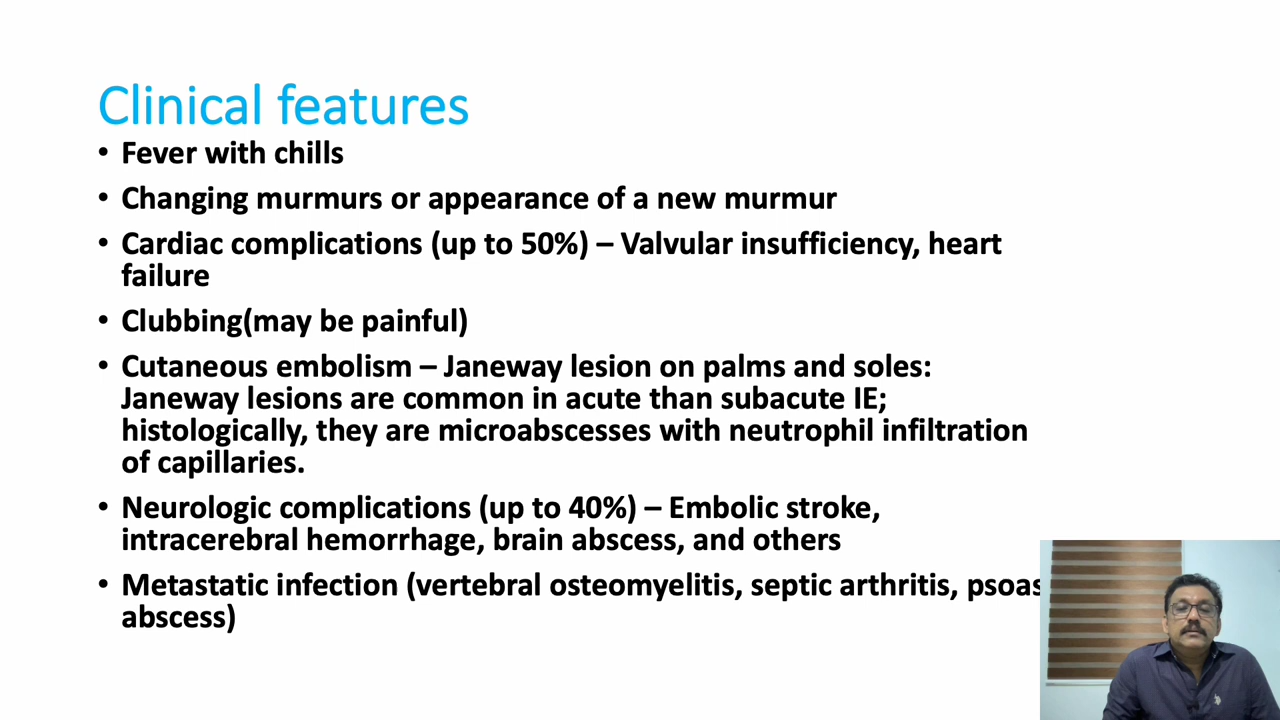 Clinical features
• Fever with chills
• Changing murmurs or appearance of a new murmur
• Cardiac complications (up to 50%) – Valvular insufficiency, heart
failure
• Clubbing(may be painful)
• Cutaneous embolism – Janeway lesion on palms and soles:
Janeway lesions are common in acute than subacute IE;
histologically, they are microabscesses with neutrophil infiltration
of capillaries.
• Neurologic complications (up to 40%) – Embolic stroke,
intracerebral hemorrhage, brain abscess, and others
• Metastatic infection (vertebral osteomyelitis, septic arthritis, psoas
abscess)